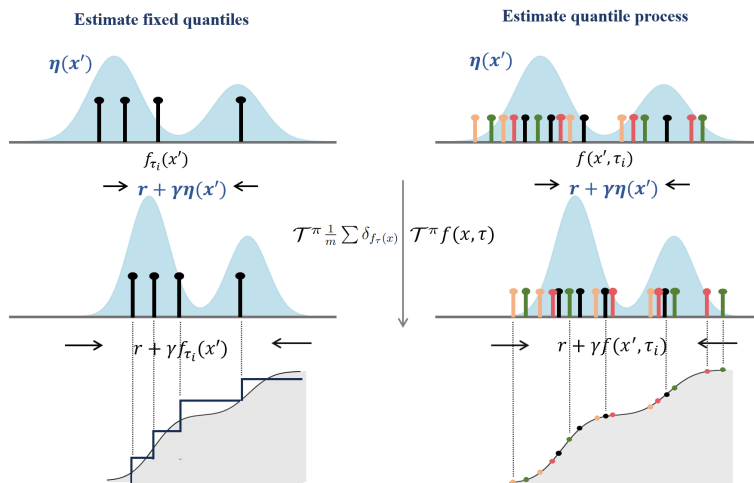 Estimate fixed quantiles
Estimate quantile process
η(x′)
η(x′)
f_{τ_i}(x′)
f(x′, τ_i)
r + γη(x′)
r + γη(x′)
𝒯^π 1/m ∑ δ_{f_τ(x)}
𝒯^π f(x, τ)
r + γf_{τ_i}(x′)
r + γf(x′, τ_i)